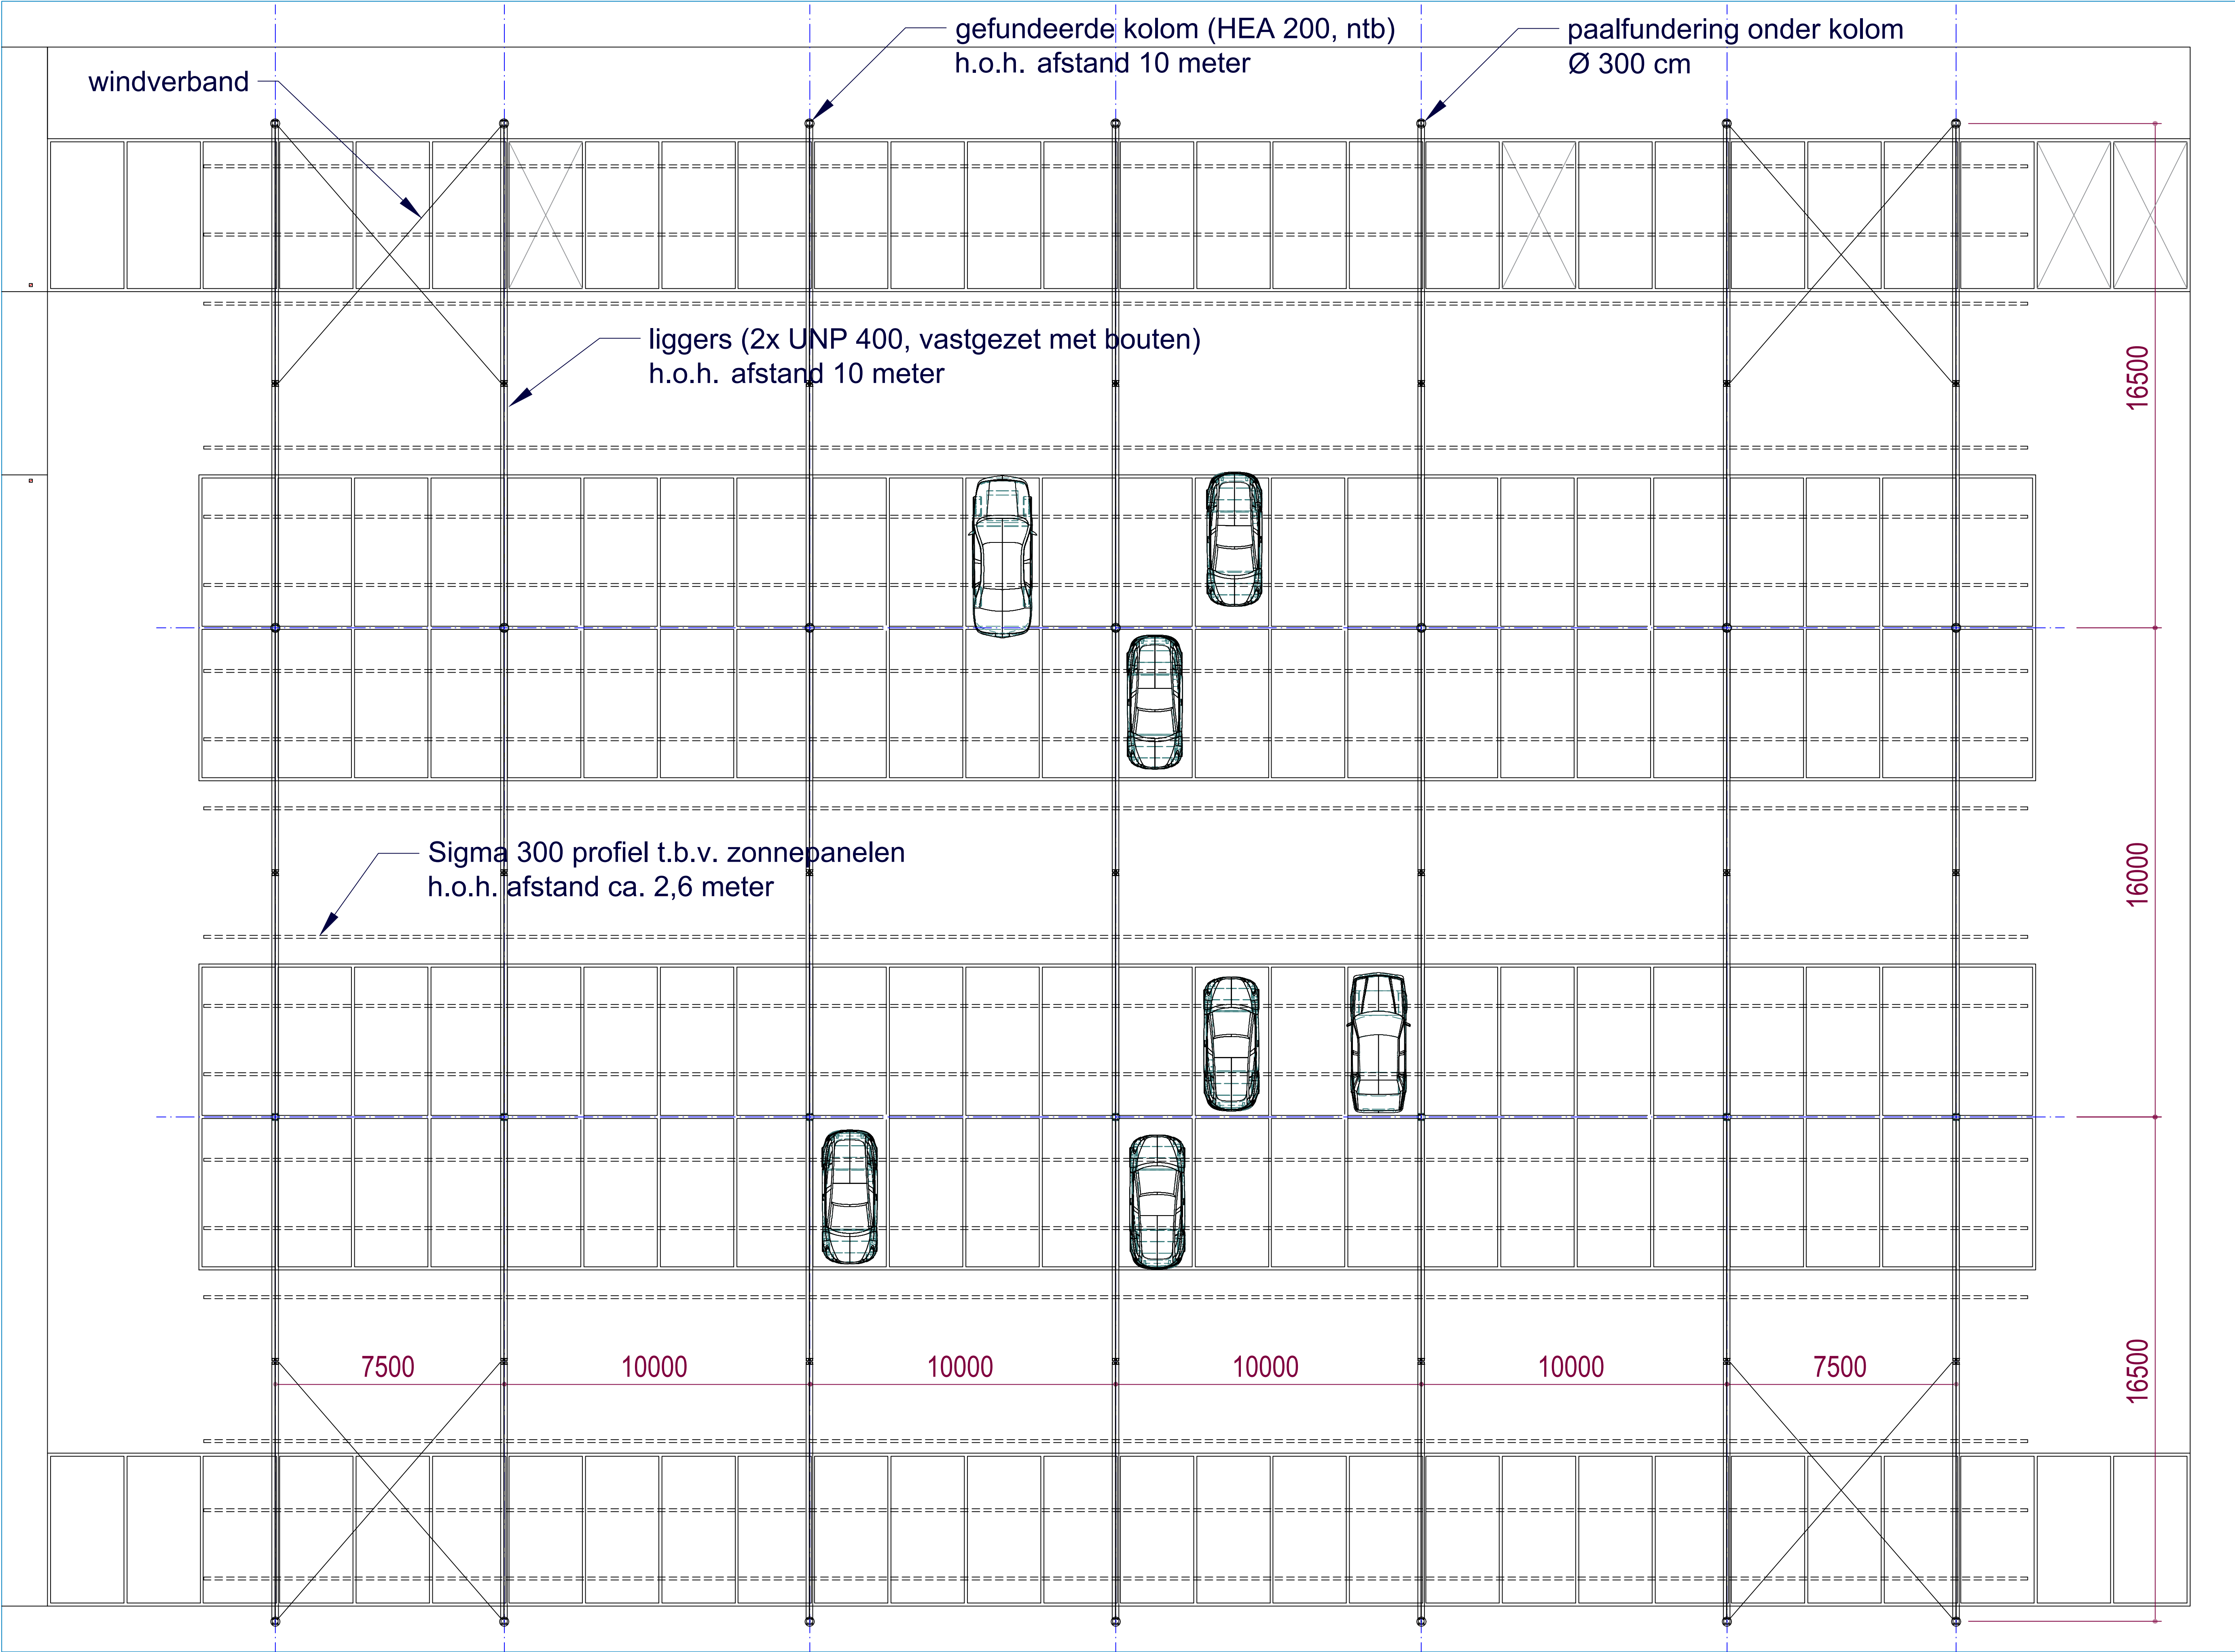 gefundeerde kolom (HEA 200, ntb)
h.o.h. afstand 10 meter
paalfundering onder kolom
Ø 300 cm
windverband
liggers (2x UNP 400, vastgezet met bouten)
h.o.h. afstand 10 meter
16500
Sigma 300 profiel t.b.v. zonnepanelen
h.o.h. afstand ca. 2,6 meter
16000
7500
10000
10000
10000
10000
7500
16500